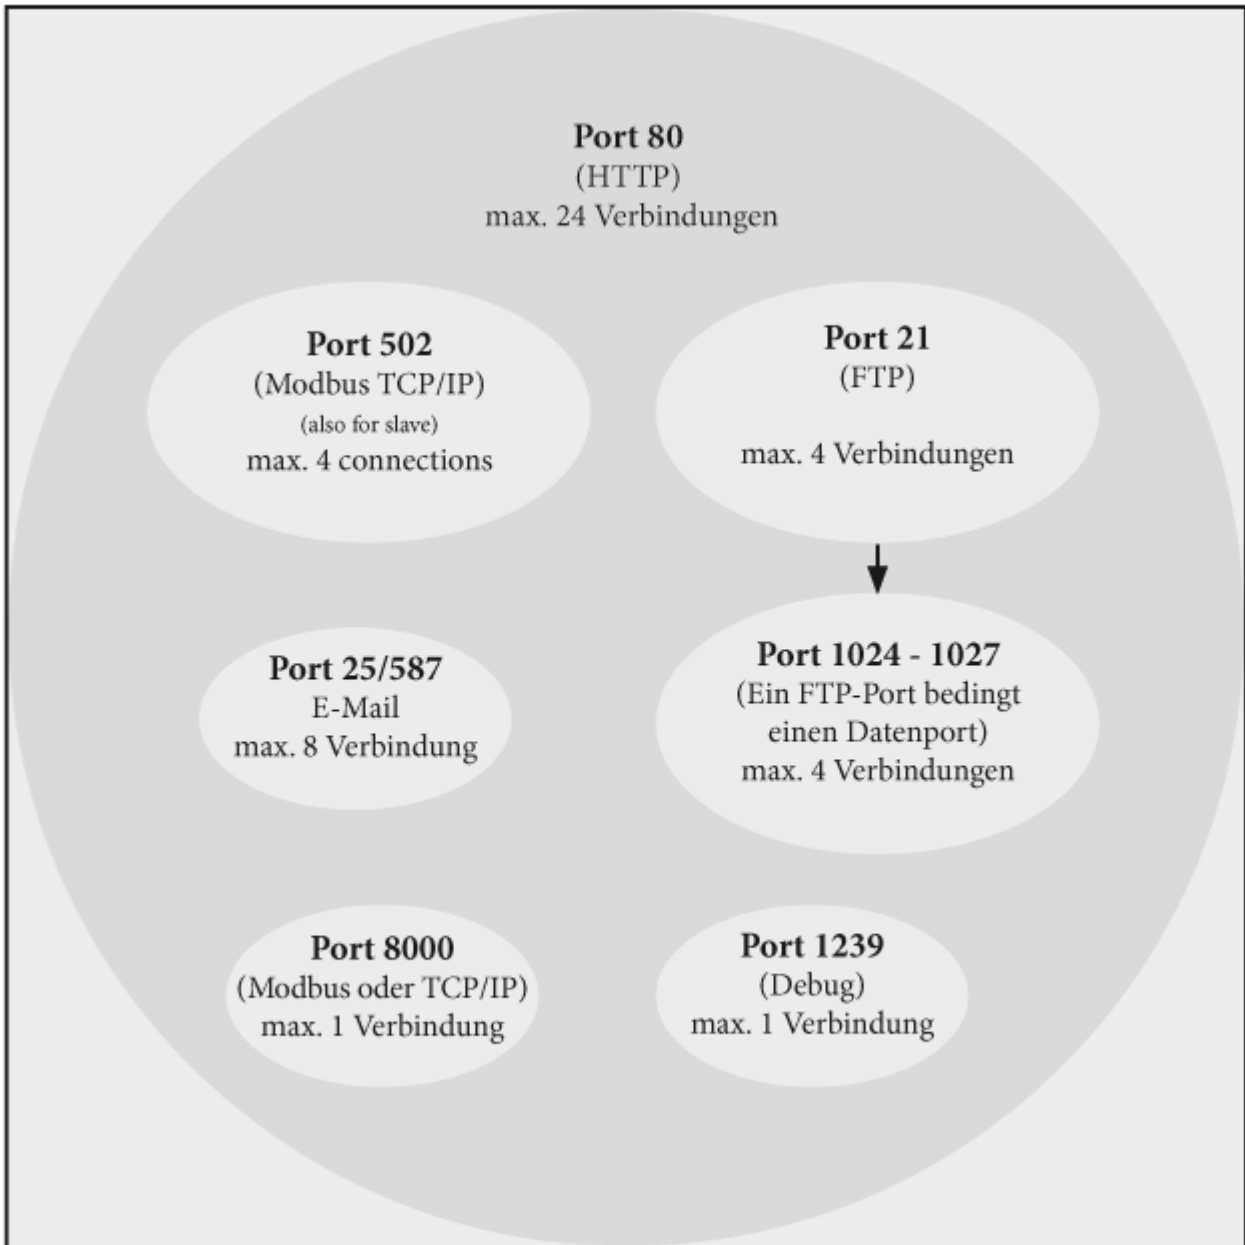 Port 80
(HTTP)
max. 24 Verbindungen
Port 502
(Modbus TCP/IP)
(also for slave)
max. 4 connections
Port 21
(FTP)
max. 4 Verbindungen
Port 25/587
E-Mail
max. 8 Verbindung
Port 1024 - 1027
(Ein FTP-Port bedingt
einen Datenport)
max. 4 Verbindungen
Port 8000
(Modbus oder TCP/IP)
max. 1 Verbindung
Port 1239
(Debug)
max. 1 Verbindung